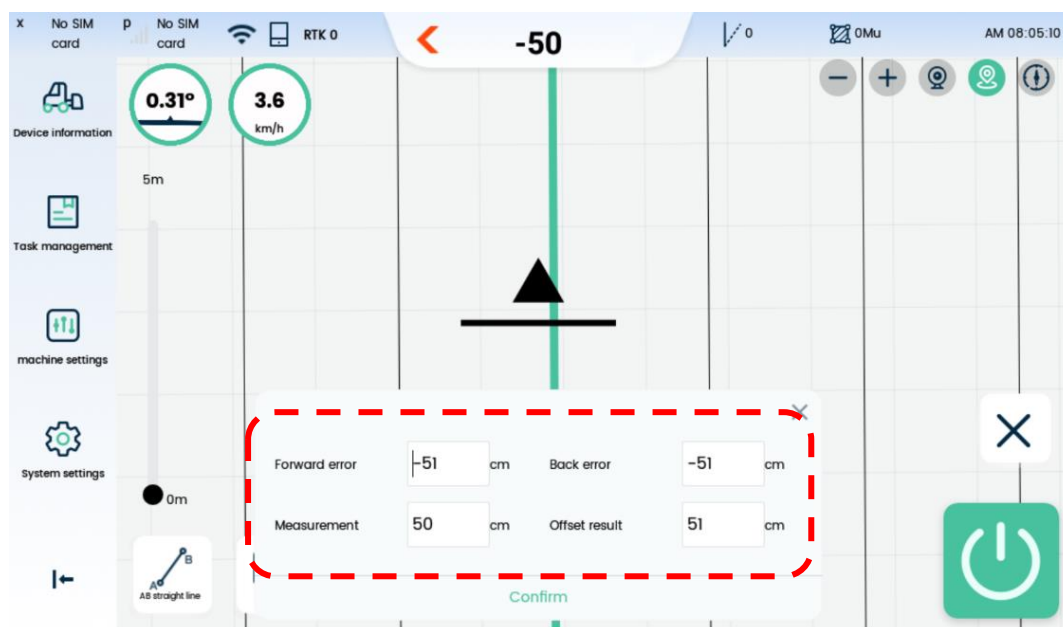 x No SIM card
P No SIM card
RTK 0
-50
0
0Mu
AM 08:05:10
0.31°
3.6
km/h
Device information
5m
Task management
machine settings
System settings
0m
Forward error -51 cm Back error -51 cm
Measurement 50 cm Offset result 51 cm
Confirm
A B
AB straight line